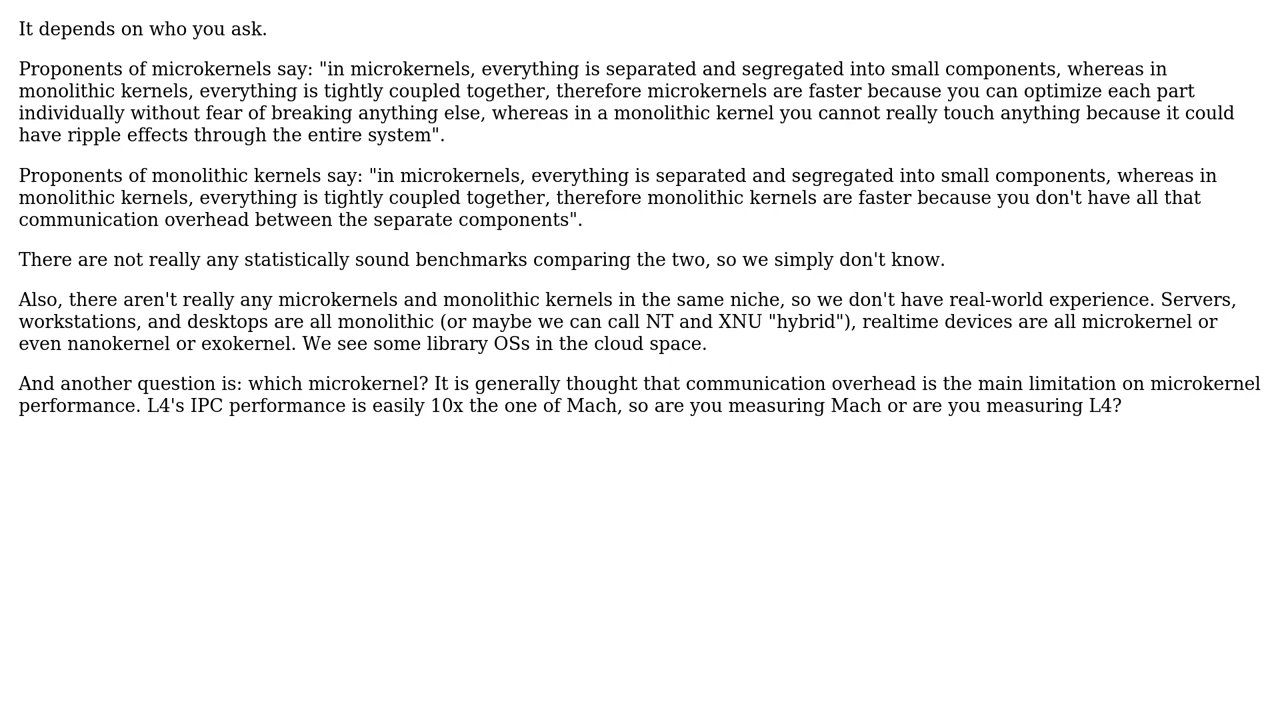 It depends on who you ask.
Proponents of microkernels say: "in microkernels, everything is separated and segregated into small components, whereas in
monolithic kernels, everything is tightly coupled together, therefore microkernels are faster because you can optimize each part
individually without fear of breaking anything else, whereas in a monolithic kernel you cannot really touch anything because it could
have ripple effects through the entire system".
Proponents of monolithic kernels say: "in microkernels, everything is separated and segregated into small components, whereas in
monolithic kernels, everything is tightly coupled together, therefore monolithic kernels are faster because you don't have all that
communication overhead between the separate components".
There are not really any statistically sound benchmarks comparing the two, so we simply don't know.
Also, there aren't really any microkernels and monolithic kernels in the same niche, so we don't have real-world experience. Servers,
workstations, and desktops are all monolithic (or maybe we can call NT and XNU "hybrid"), realtime devices are all microkernel or
even nanokernel or exokernel. We see some library OSs in the cloud space.
And another question is: which microkernel? It is generally thought that communication overhead is the main limitation on microkernel
performance. L4's IPC performance is easily 10x the one of Mach, so are you measuring Mach or are you measuring L4?